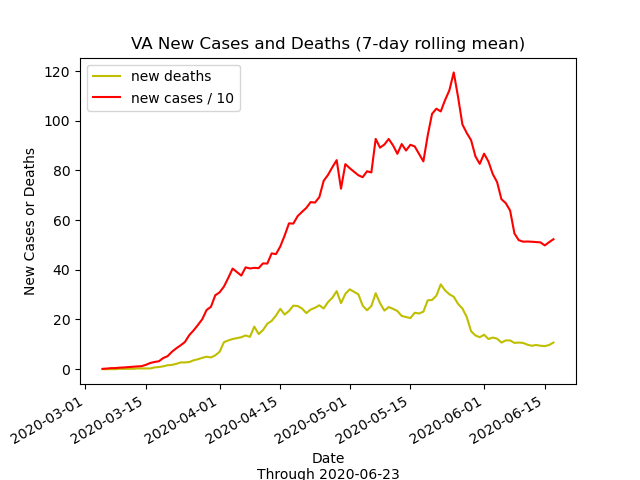 VA New Cases and Deaths (7-day rolling mean)
new deaths
new cases / 10
120
100
80
60
40
20
0
New Cases or Deaths
2020-03-01
2020-03-15
2020-04-01
2020-04-15
2020-05-01
2020-05-15
2020-06-01
2020-06-15
Date
Through 2020-06-23